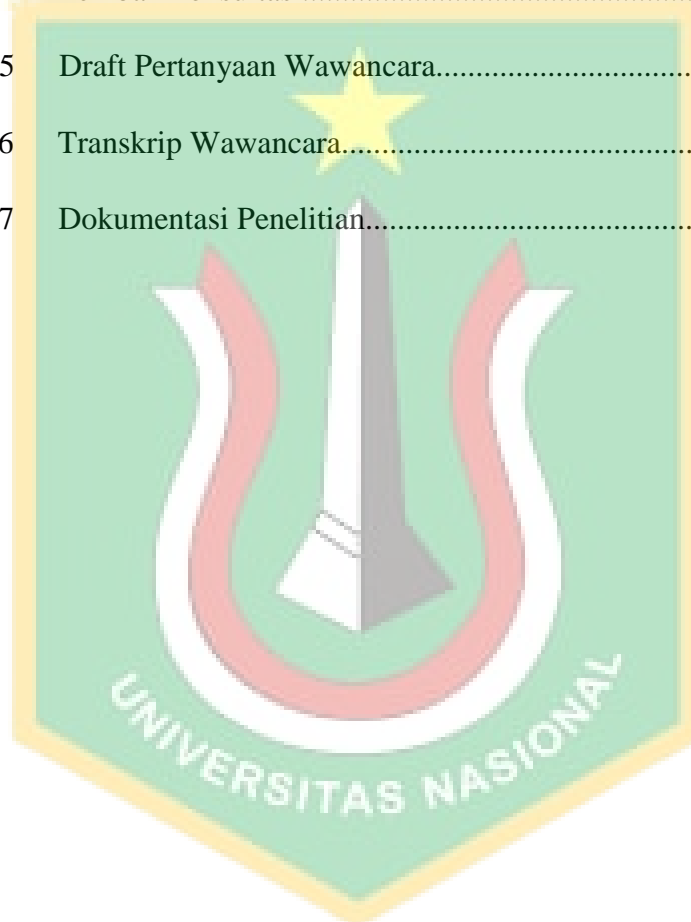 5 Draft Pertanyaan Wawancara................................
6 Transkrip Wawancara............................................
7 Dokumentasi Penelitian.........................................
UNIVERSITAS NASIONAL